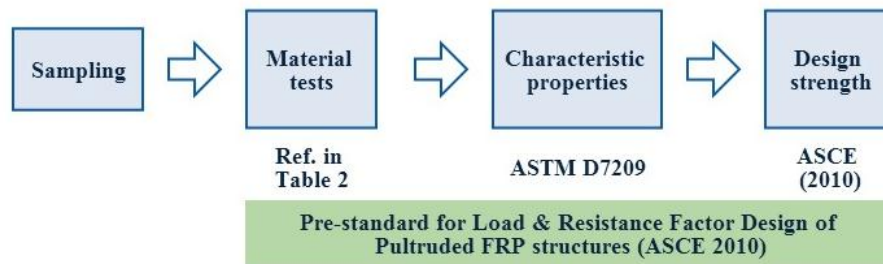 Sampling
Material
tests
Characteristic
properties
Design
strength
Ref. in
Table 2
ASTM D7209
ASCE
(2010)
Pre-standard for Load & Resistance Factor Design of
Pultruded FRP structures (ASCE 2010)